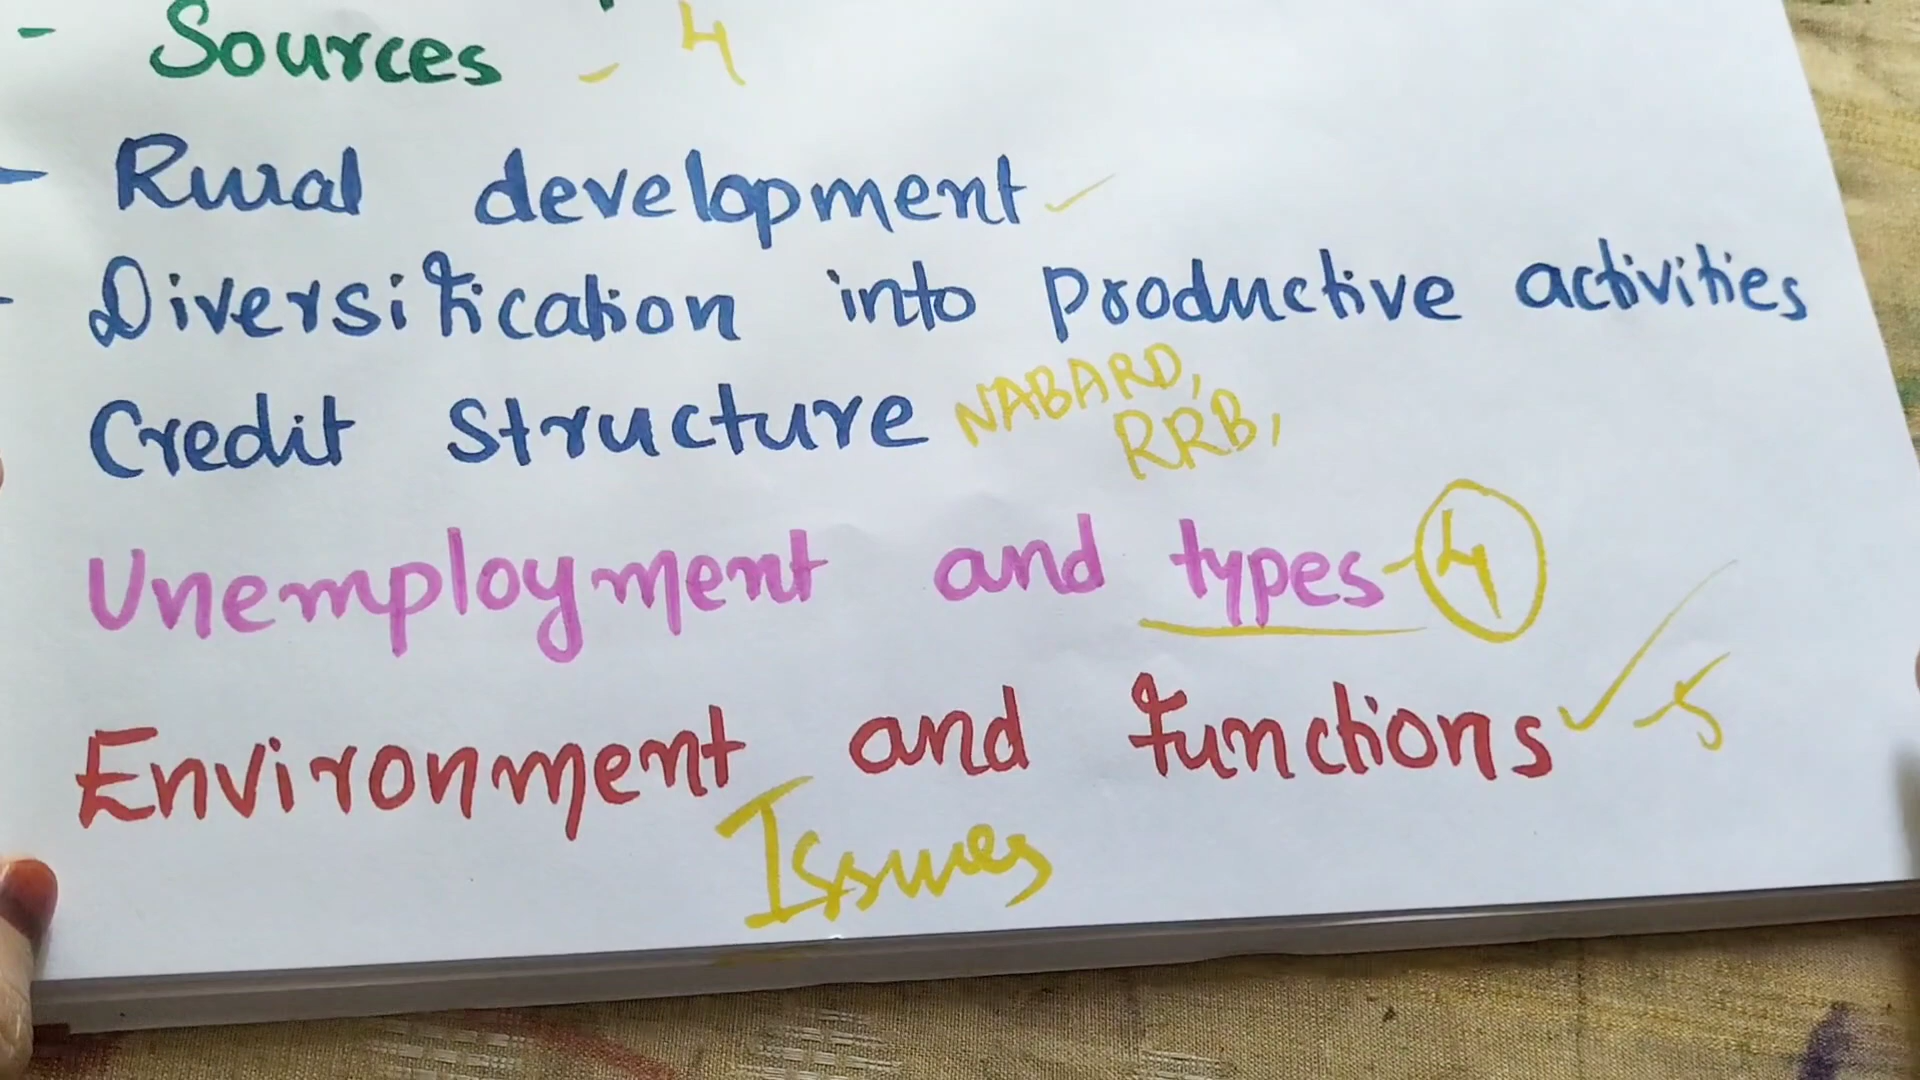 - Sources - 4
- Rural development ✓
- Diversification into productive activities
Credit structure NABARD,
RRB,
Unemployment and types - 4
Environment and functions ✓ - 5
Issues